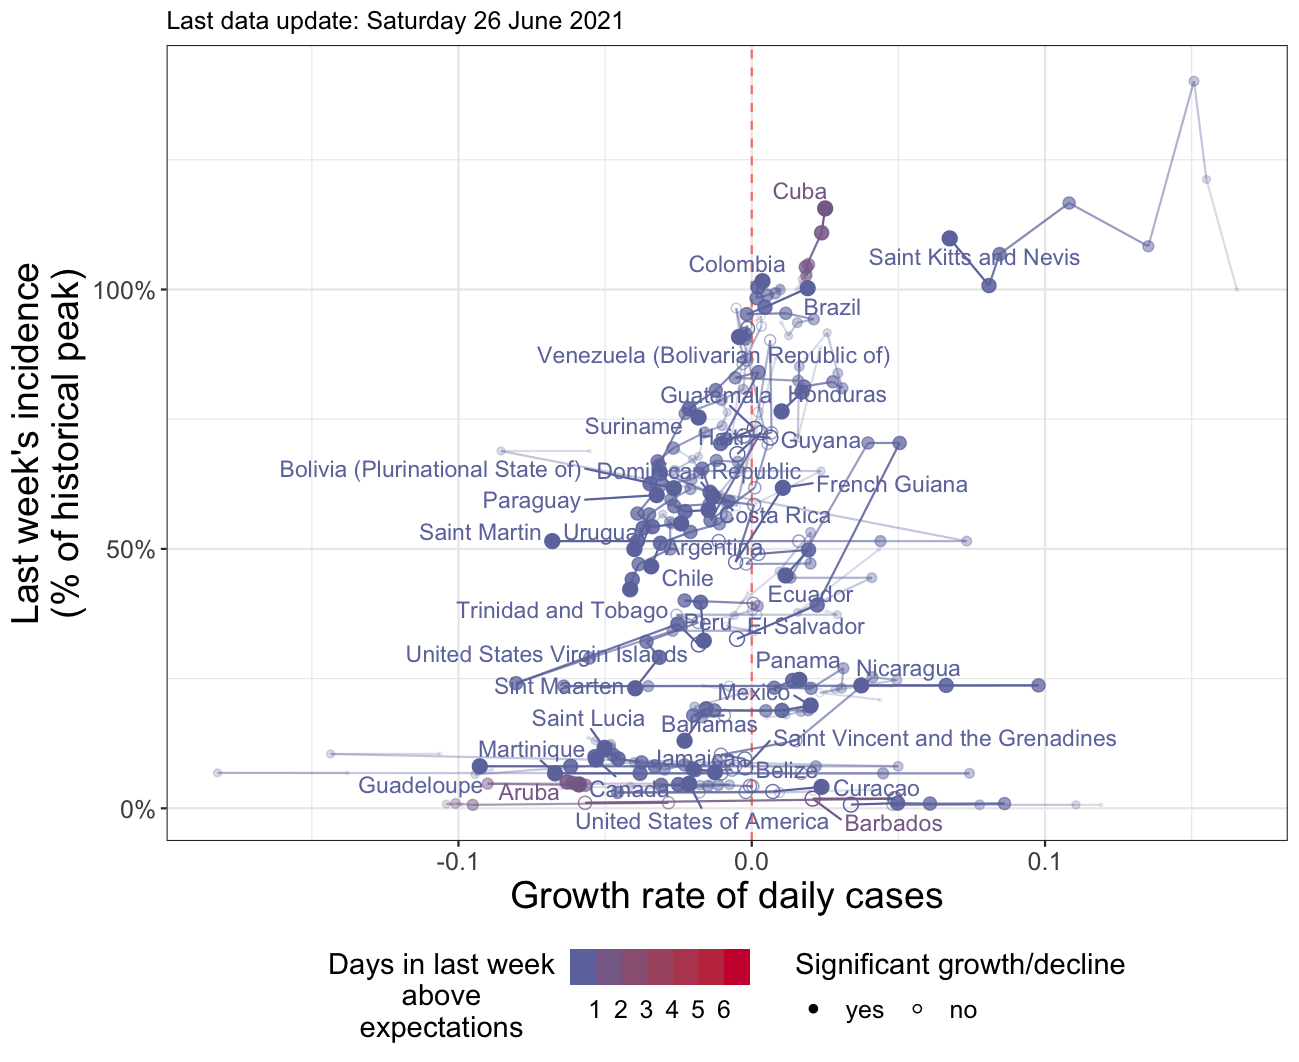 Last data update: Saturday 26 June 2021
Last week's incidence
(% of historical peak)
100%
50%
0%
Cuba
Saint Kitts and Nevis
Colombia
Brazil
Venezuela (Bolivarian Republic of)
Guatemala
Honduras
Suriname
Haiti
Guyana
Bolivia (Plurinational State of)
Dominican Republic
French Guiana
Paraguay
Costa Rica
Saint Martin
Uruguay
Argentina
Chile
Ecuador
Trinidad and Tobago
Peru
El Salvador
United States Virgin Islands
Panama
Nicaragua
Sint Maarten
Mexico
Saint Lucia
Bahamas
Saint Vincent and the Grenadines
Martinique
Jamaica
Belize
Guadeloupe
Aruba
Canada
Curaçao
United States of America
Barbados
-0.1
0.0
0.1
Growth rate of daily cases
Days in last week
above
expectations
1 2 3 4 5 6
Significant growth/decline
yes
no